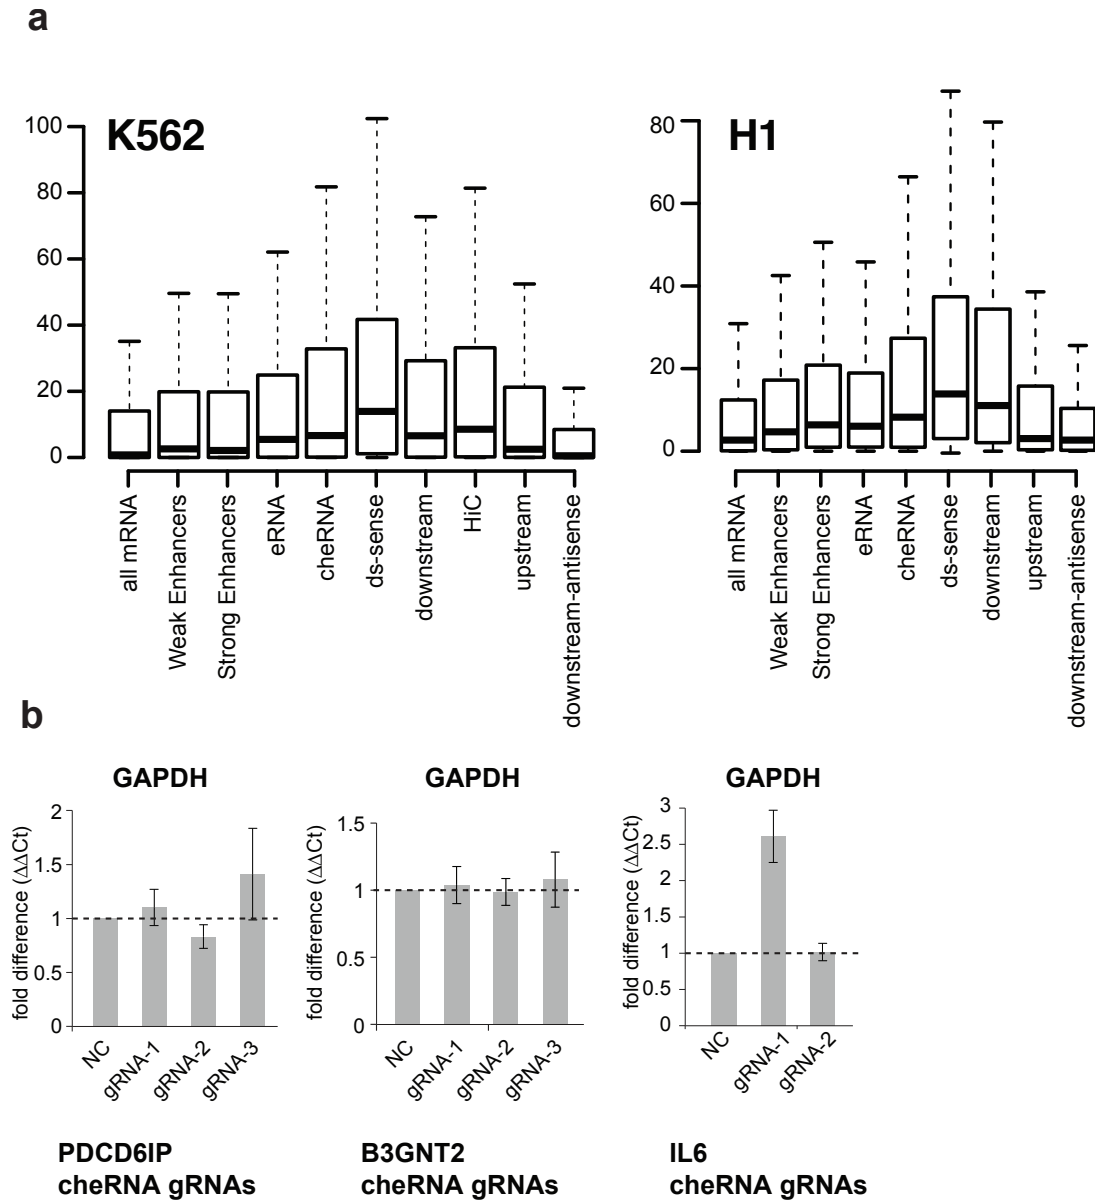 a
K562
100
80
60
40
20
0
all mRNA
Weak Enhancers
Strong Enhancers
eRNA
cheRNA
ds-sense
downstream
HiC
upstream
downstream-antisense
H1
80
60
40
20
0
all mRNA
Weak Enhancers
Strong Enhancers
eRNA
cheRNA
ds-sense
downstream
upstream
downstream-antisense
b
GAPDH
fold difference (ΔΔCt)
2
1.5
1
0.5
0
NC
gRNA-1
gRNA-2
gRNA-3
PDCD6IP
cheRNA gRNAs
GAPDH
fold difference (ΔΔCt)
1.5
1
0.5
0
NC
gRNA-1
gRNA-2
gRNA-3
B3GNT2
cheRNA gRNAs
GAPDH
fold difference (ΔΔCt)
3
2.5
2
1.5
1
0.5
0
NC
gRNA-1
gRNA-2
IL6
cheRNA gRNAs